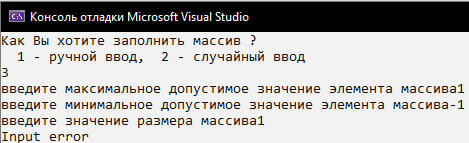 Консоль отладки Microsoft Visual Studio
Как Вы хотите заполнить массив ?
1 - ручной ввод,  2 - случайный ввод
3
введите максимальное допустимое значение элемента массива1
введите минимальное допустимое значение элемента массива-1
введите значение размера массива1
Input error